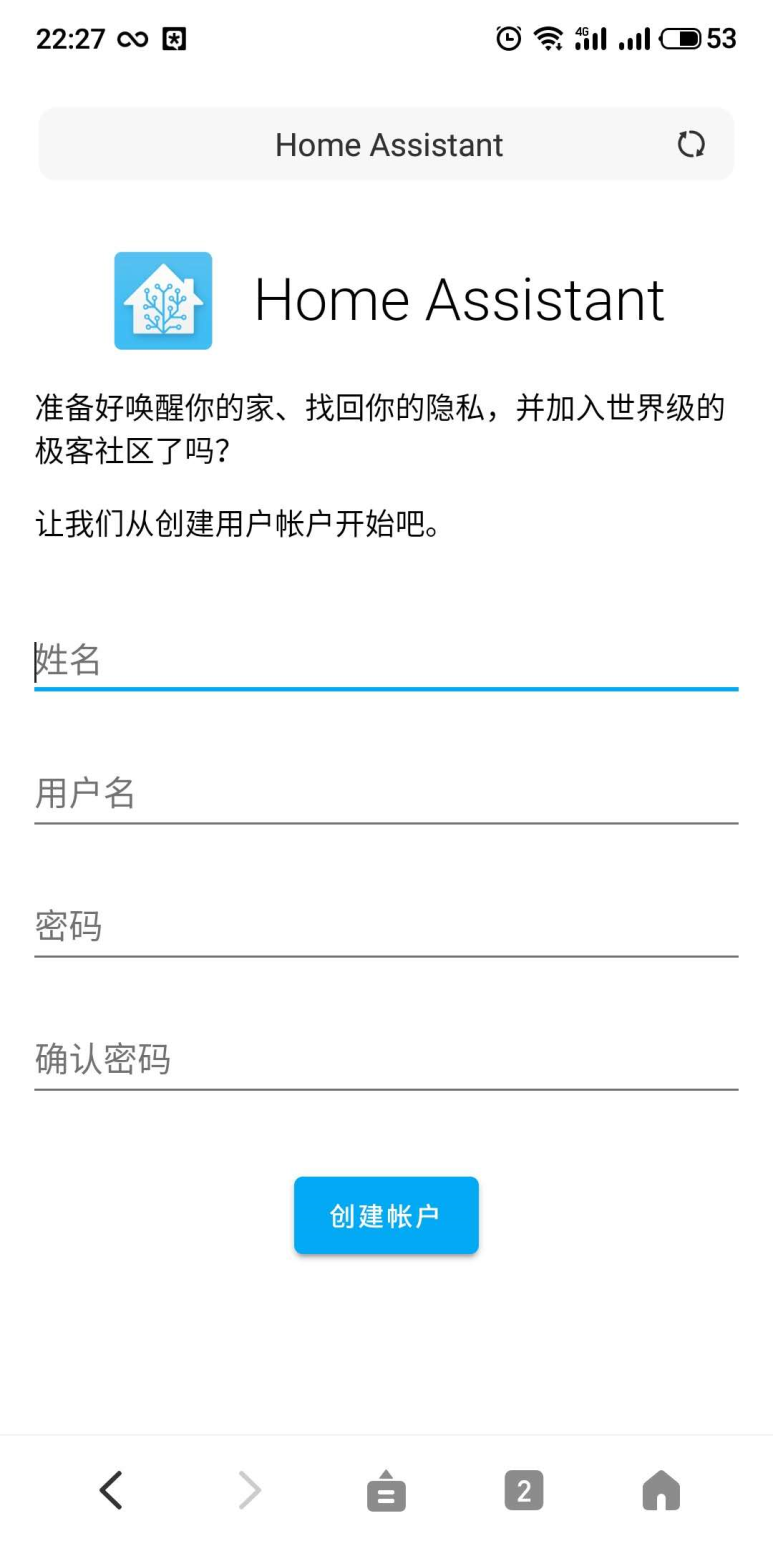 22:27
4G
53
Home Assistant
Home Assistant
准备好唤醒你的家、找回你的隐私，并加入世界级的
极客社区了吗？
让我们从创建用户帐户开始吧。
姓名
用户名
密码
确认密码
创建帐户
2